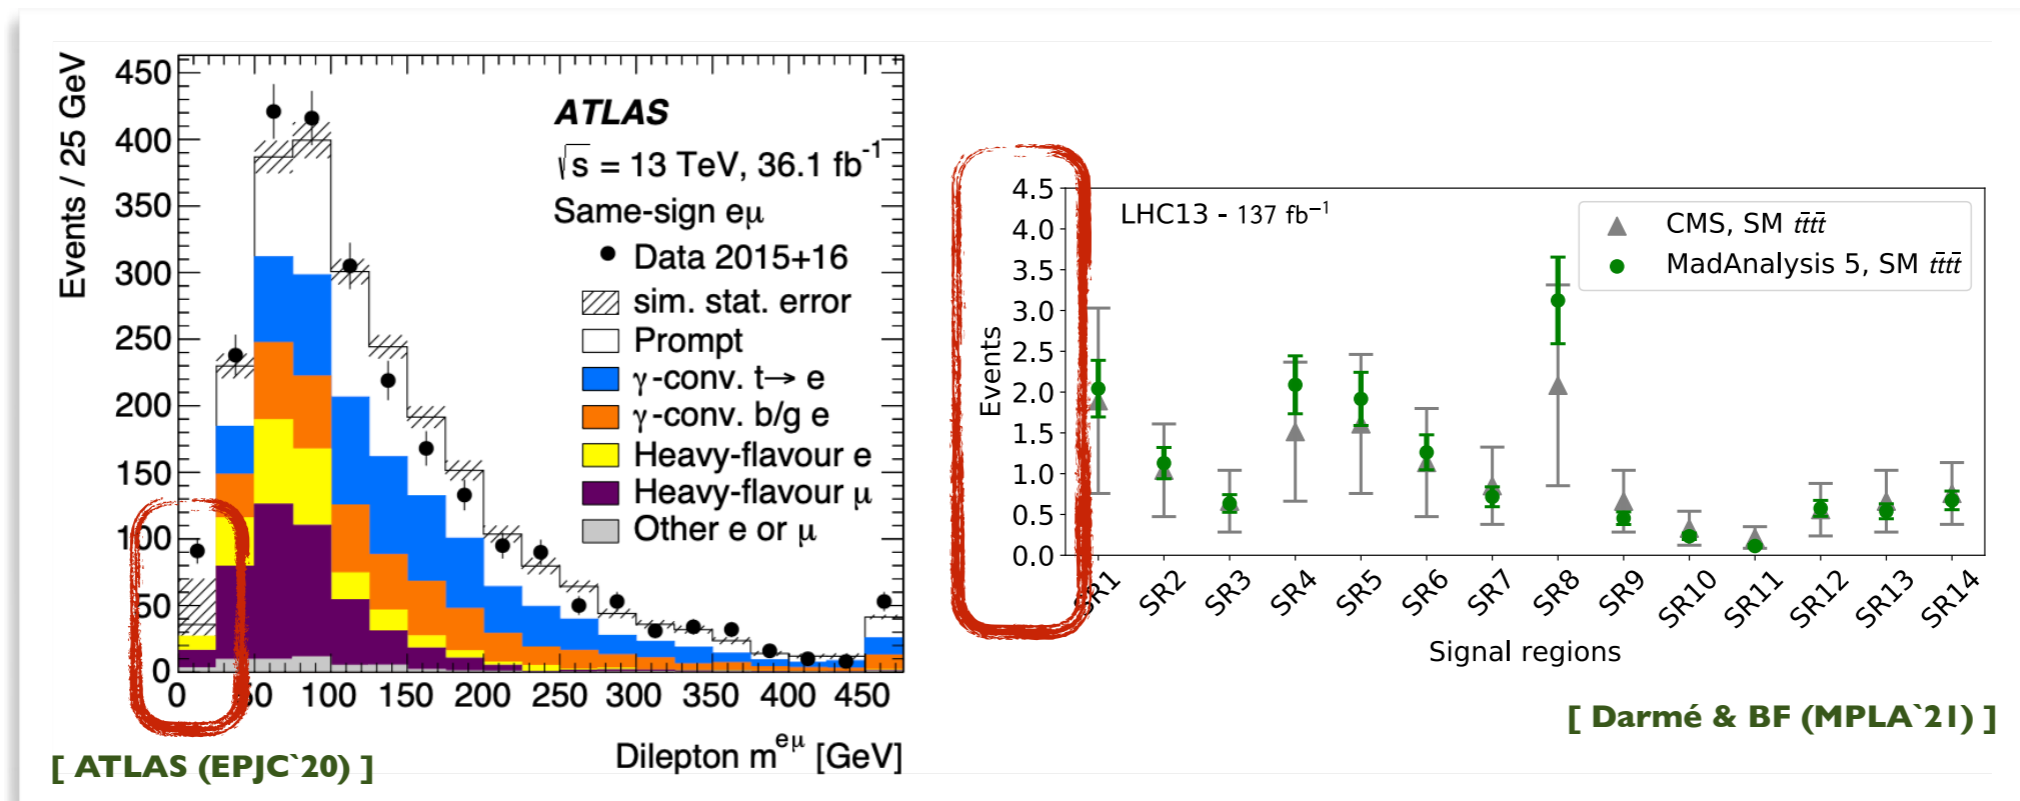 Events / 25 GeV
450
400
350
300
250
200
150
100
50
0
ATLAS
√s = 13 TeV, 36.1 fb⁻¹
Same-sign eμ
Data 2015+16
sim. stat. error
Prompt
γ-conv. t→ e
γ-conv. b/g e
Heavy-flavour e
Heavy-flavour μ
Other e or μ
0 50 100 150 200 250 300 350 400 450
Dilepton m^eμ [GeV]
[ ATLAS (EPJC`20) ]
Events
4.5
4.0
3.5
3.0
2.5
2.0
1.5
1.0
0.5
0.0
LHC13 - 137 fb⁻¹
CMS, SM tt̄tt̄
MadAnalysis 5, SM tt̄tt̄
SR1 SR2 SR3 SR4 SR5 SR6 SR7 SR8 SR9 SR10 SR11 SR12 SR13 SR14
Signal regions
[ Darmé & BF (MPLA`21) ]